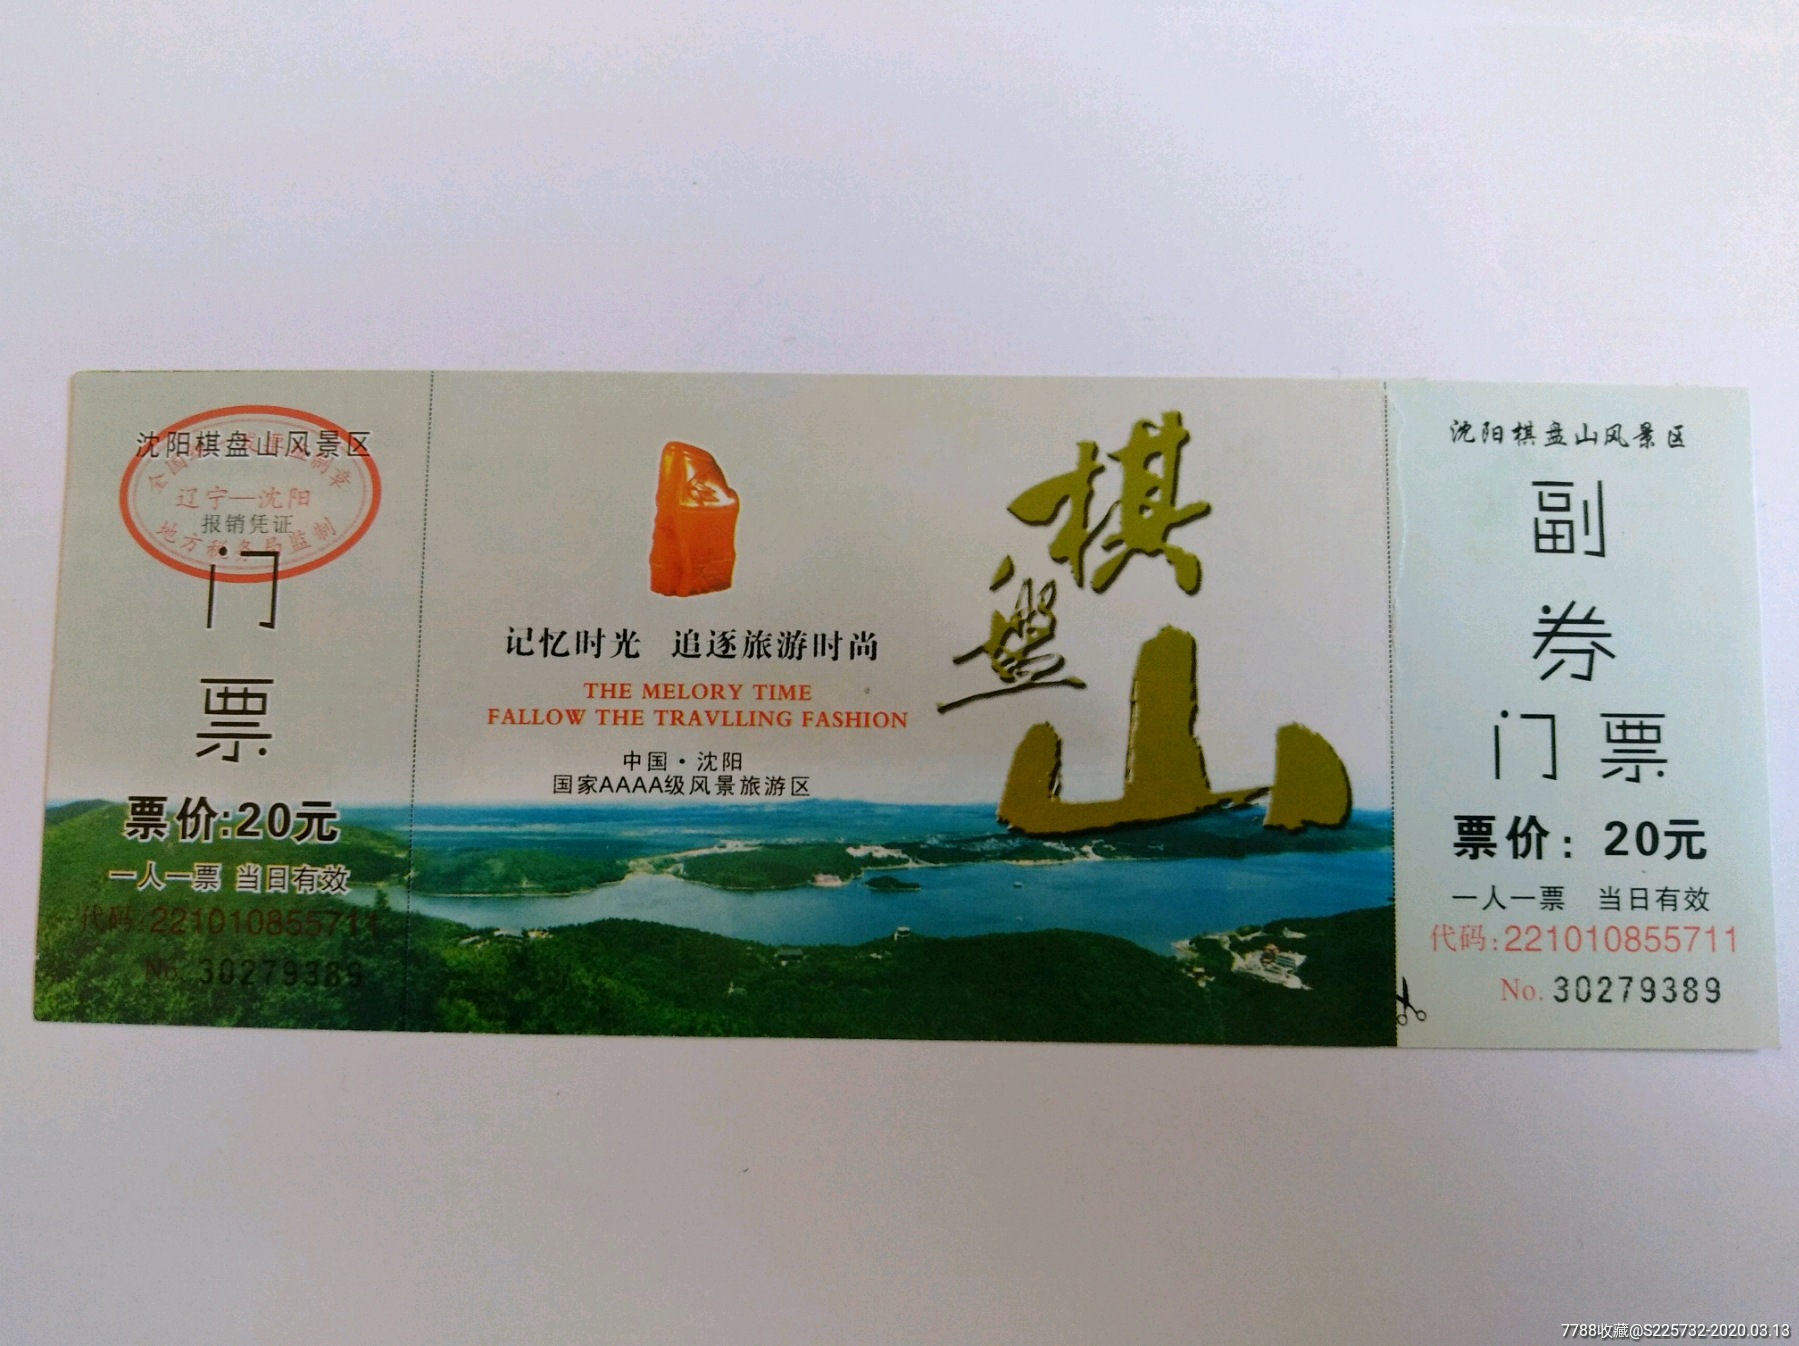 沈阳棋盘山风景区
辽宁—沈阳
报销凭证
地方税务局监制
门
票
票价:20元
一人一票 当日有效
代码:221010855711
No. 30279389
记忆时光 追逐旅游时尚
THE MELORY TIME
FALLOW THE TRAVLLING FASHION
中国·沈阳
国家AAAA级风景旅游区
棋
盤
山
沈阳棋盘山风景区
副
券
门 票
票价: 20元
一人一票 当日有效
代码:221010855711
No. 30279389
7788收藏@S225732-2020.03.13